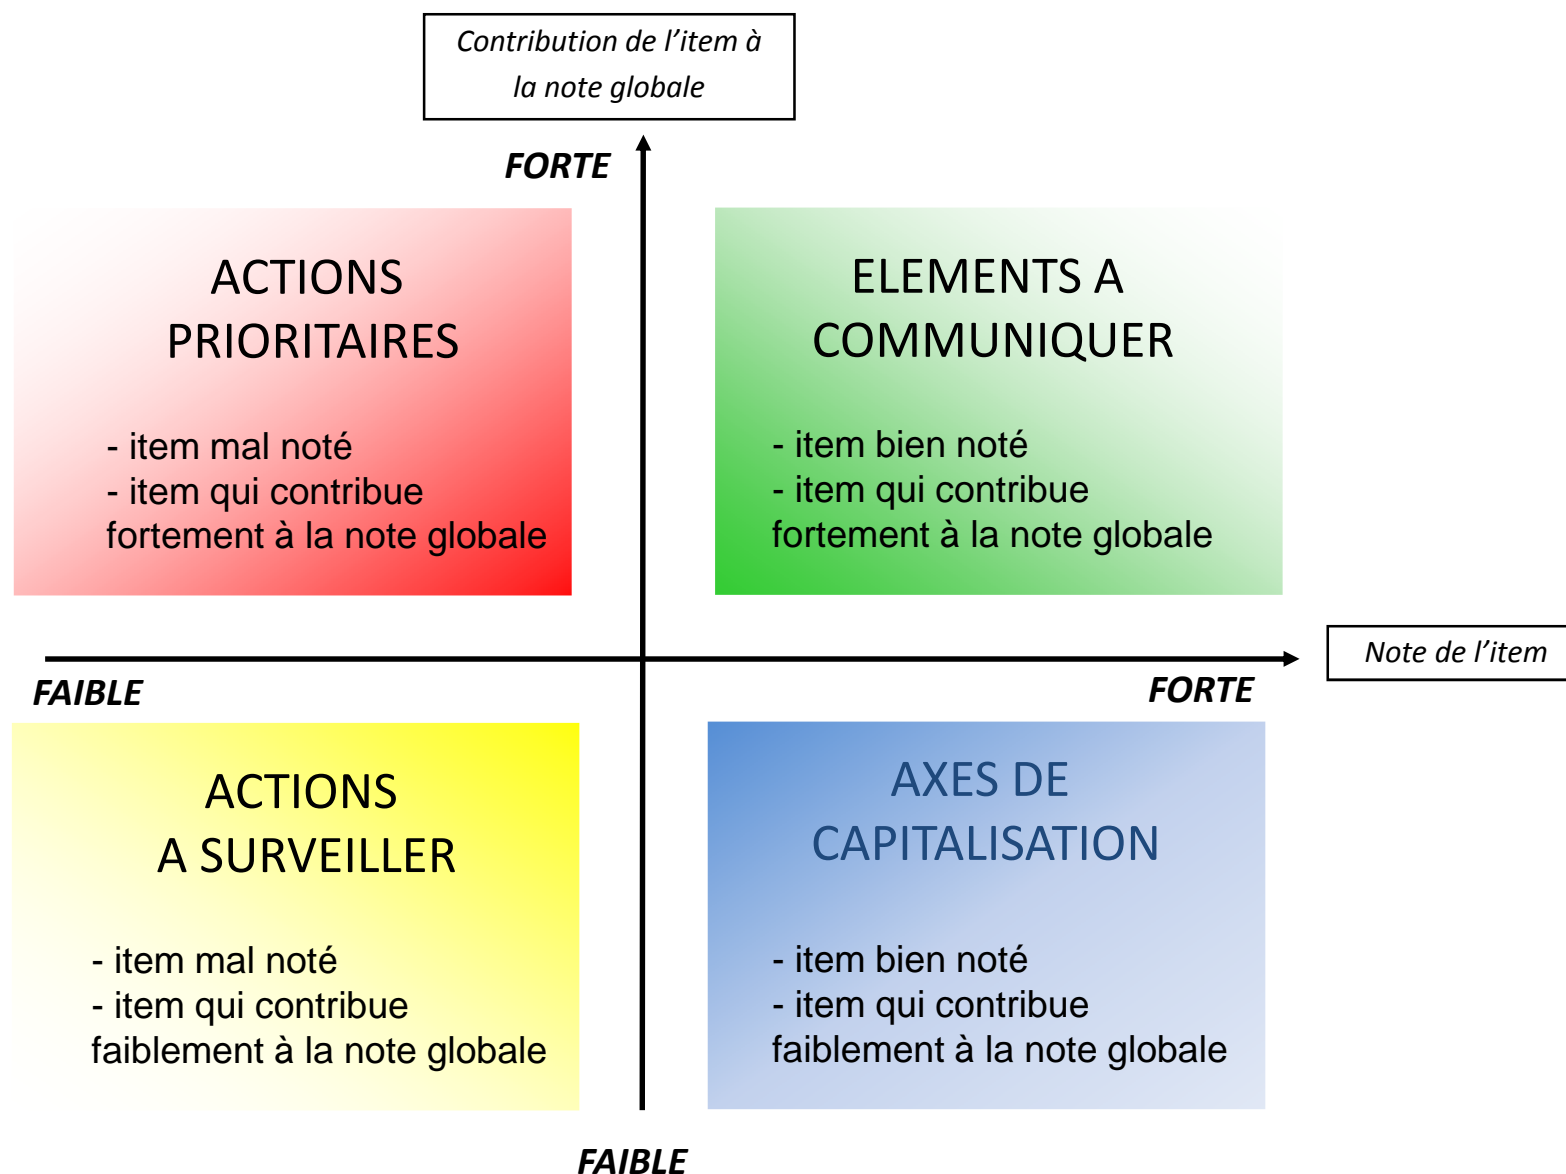 Contribution de l’item à
la note globale
FORTE
ACTIONS
PRIORITAIRES
- item mal noté
- item qui contribue
fortement à la note globale
ELEMENTS A
COMMUNIQUER
- item bien noté
- item qui contribue
fortement à la note globale
Note de l’item
FAIBLE
FORTE
ACTIONS
A SURVEILLER
- item mal noté
- item qui contribue
faiblement à la note globale
AXES DE
CAPITALISATION
- item bien noté
- item qui contribue
faiblement à la note globale
FAIBLE